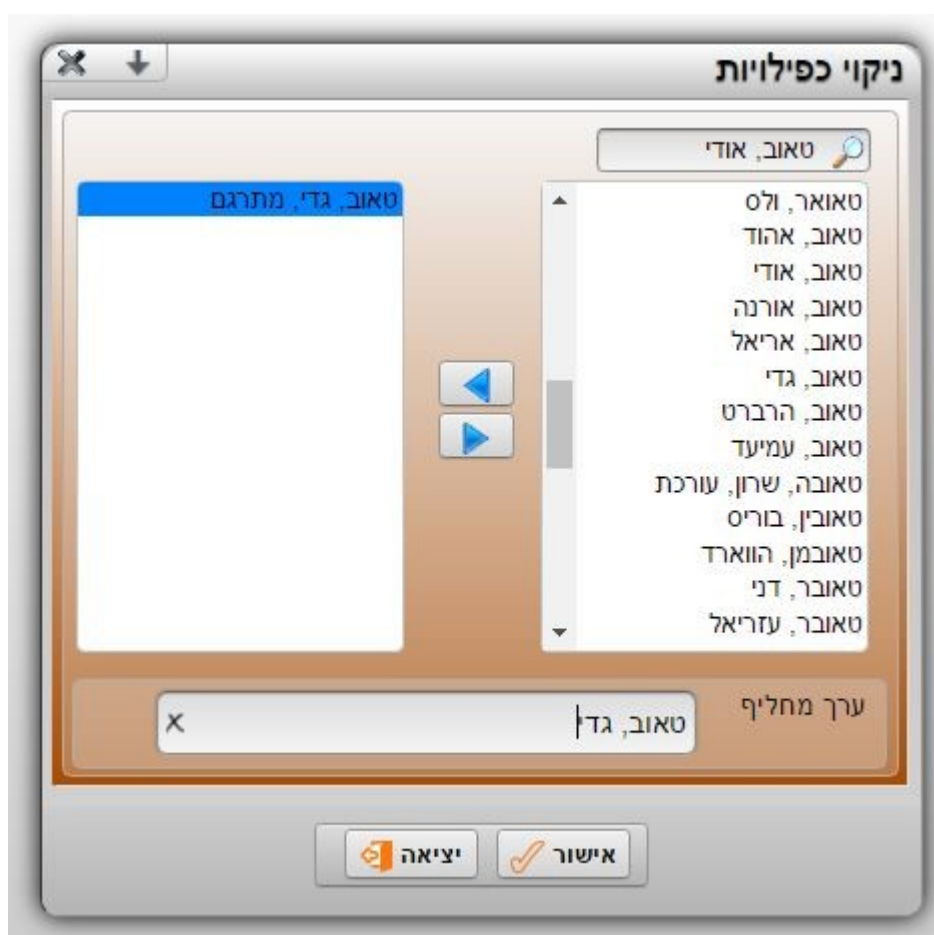 ניקוי כפילויות
טאוב, אודי
טאואר, ולס
טאוב, אהוד
טאוב, אודי
טאוב, אורנה
טאוב, אריאל
טאוב, גדי
טאוב, הרברט
טאוב, עמיעד
טאובה, שרון, עורכת
טאובין, בוריס
טאובמן, הווארד
טאובר, דני
טאובר, עזריאל
טאוב, גדי, מתרגם
ערך מחליף
טאוב, גדי
אישור
יציאה